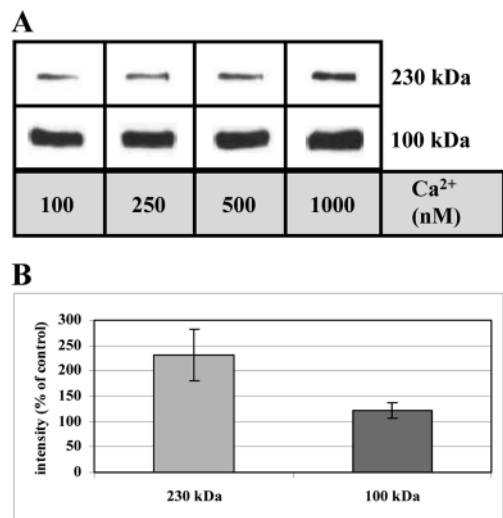 A
230 kDa
100 kDa
100 250 500 1000 Ca²⁺ (nM)
B
300
250
200
150
100
50
0
intensity (% of control)
230 kDa 100 kDa